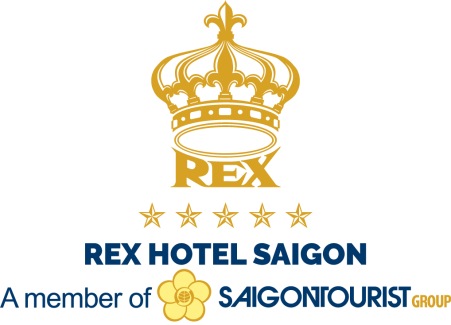 REX
REX HOTEL SAIGON
A member of SAIGONTOURIST GROUP